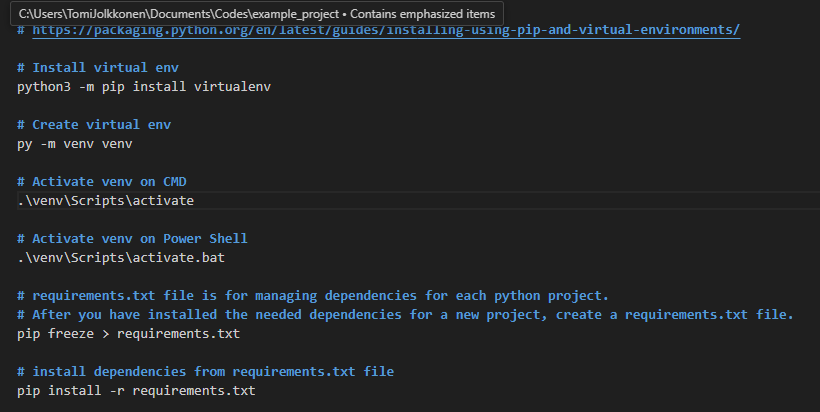 C:\Users\TomiJolkkonen\Documents\Codes\example_project • Contains emphasized items
# https://packaging.python.org/en/latest/guides/installing-using-pip-and-virtual-environments/
# Install virtual env
python3 -m pip install virtualenv
# Create virtual env
py -m venv venv
# Activate venv on CMD
.\venv\Scripts\activate
# Activate venv on Power Shell
.\venv\Scripts\activate.bat
# requirements.txt file is for managing dependencies for each python project.
# After you have installed the needed dependencies for a new project, create a requirements.txt file.
pip freeze > requirements.txt
# install dependencies from requirements.txt file
pip install -r requirements.txt